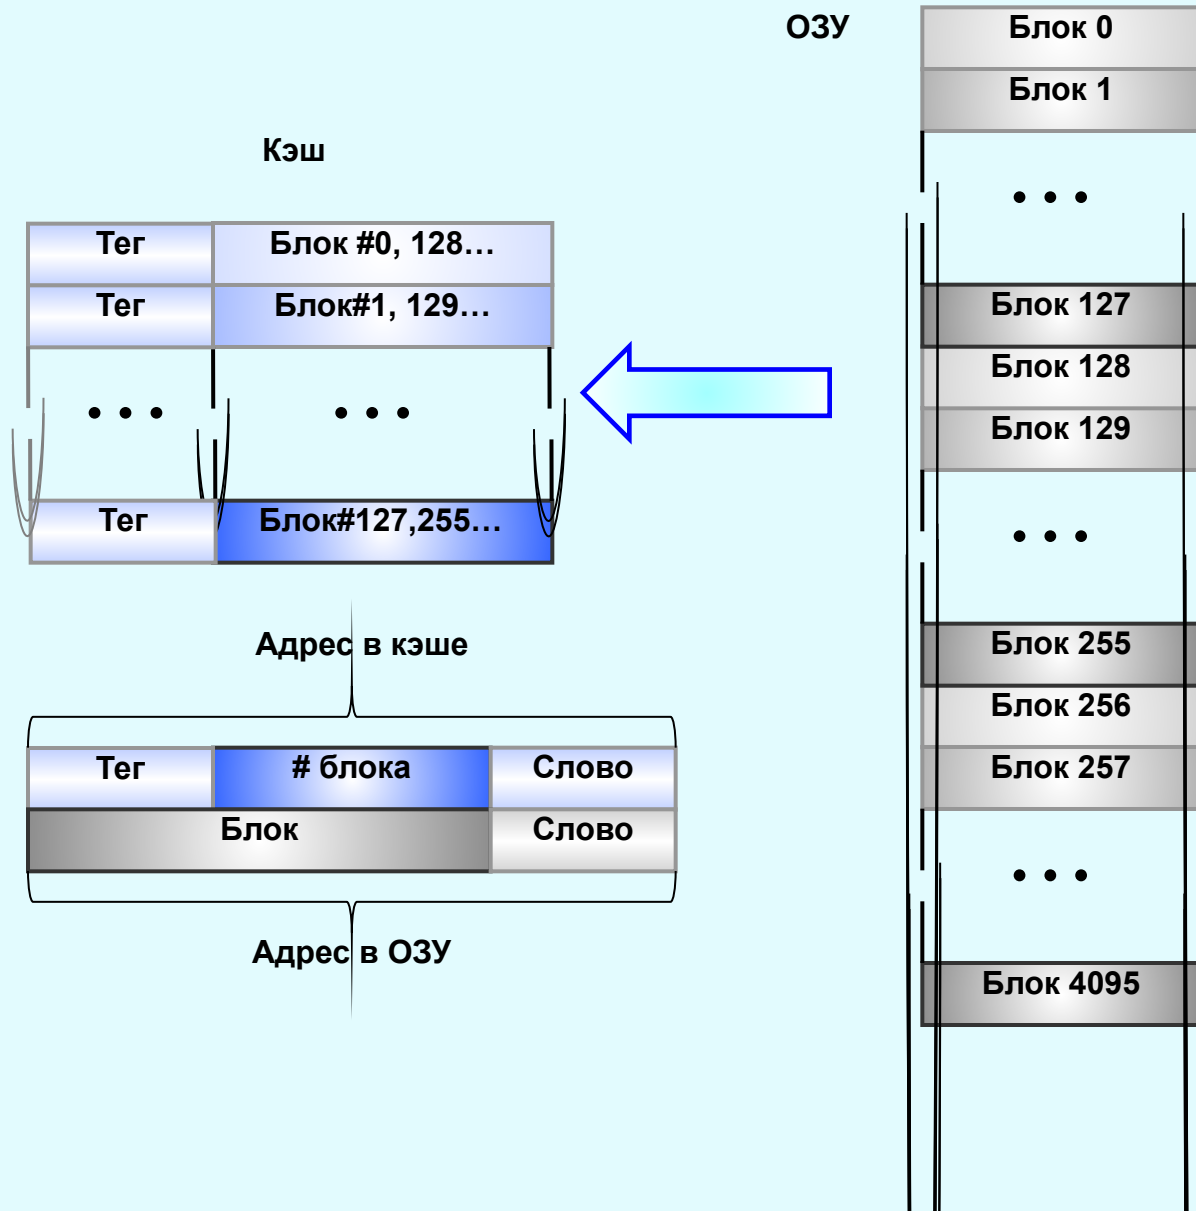 ОЗУ
Блок 0
Блок 1
Кэш
• • •
Тег Блок #0, 128...
Тег Блок#1, 129...
• • • • • •
Тег Блок#127,255...
Блок 127
Блок 128
Блок 129
• • •
Адрес в кэше
Тег # блока Слово
Блок Слово
Адрес в ОЗУ
Блок 255
Блок 256
Блок 257
• • •
Блок 4095